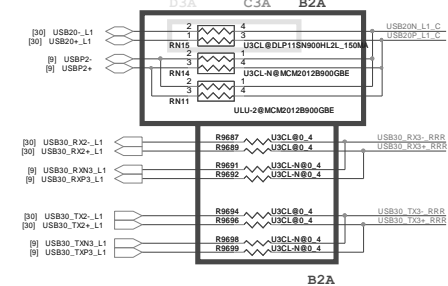 D3A C3A B2A
[30] USB20-_L1 2 4 USB20N_L1_C
[30] USB20+_L1 1 3 USB20P_L1_C
RN15 U3CL@DLP11SN900HL2L_150MA
[9] USBP2- 2 1
[9] USBP2+ 3 4
RN14 U3CL-N@MCM2012B900GBE
2 1
3 4
RN11 ULU-2@MCM2012B900GBE
[30] USB30_RX2-_L1 R9687 U3CL@0_4 USB30_RX3-_RRR
[30] USB30_RX2+_L1 R9689 U3CL@0_4 USB30_RX3+_RRR
[9] USB30_RXN3_L1 R9691 U3CL-N@0_4
[9] USB30_RXP3_L1 R9692 U3CL-N@0_4
[30] USB30_TX2-_L1 R9694 U3CL@0_4 USB30_TX3-_RRR
[30] USB30_TX2+_L1 R9696 U3CL@0_4 USB30_TX3+_RRR
[9] USB30_TXN3_L1 R9698 U3CL-N@0_4
[9] USB30_TXP3_L1 R9699 U3CL-N@0_4
B2A